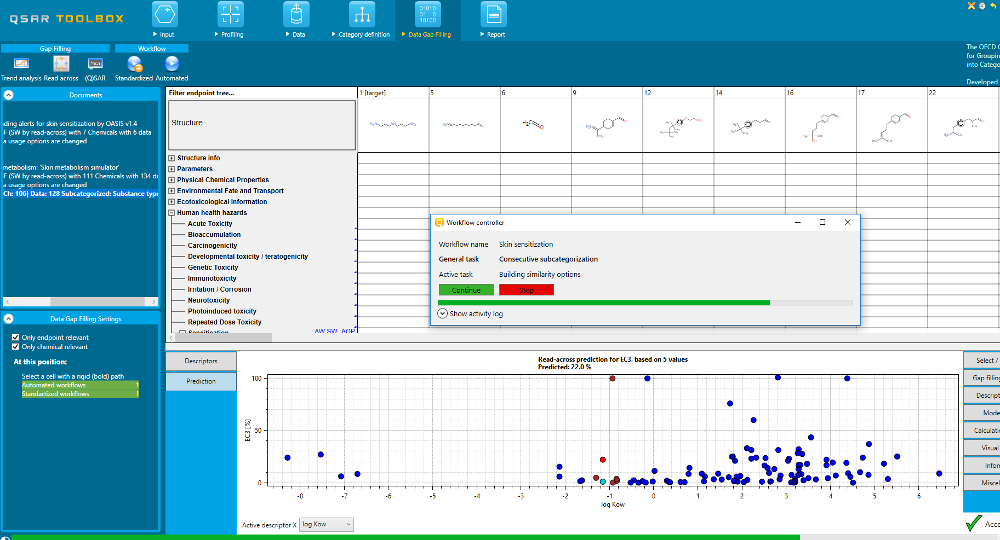 QSAR TOOLBOX
01010
01 0
10100
Input
Profiling
Data
Category definition
Data Gap Filling
Report
Gap Filling
Workflow
Trend analysis
Read across
(Q)SAR
Standardized
Automated
The OECD
for Groupin
into Catego
Developed
Documents
ding alerts for skin sensitization by OASIS v1.4
F (SW by read-across) with 7 Chemicals with 6 data
a usage options are changed
metabolism: 'Skin metabolism simulator'
F (SW by read-across) with 111 Chemicals with 134 da
a usage options are changed
Ch: 106| Data: 128 Subcategorized: Substance type
Filter endpoint tree...
1 [target]
5
6
9
12
14
16
17
22
Structure
Structure info
Parameters
Physical Chemical Properties
Environmental Fate and Transport
Ecotoxicological Information
Human health hazards
Acute Toxicity
Bioaccumulation
Carcinogenicity
Developmental toxicity / teratogenicity
Genetic Toxicity
Immunotoxicity
Irritation / Corrosion
Neurotoxicity
Photoinduced toxicity
Repeated Dose Toxicity
Sensitisation
AW SW AOP
Workflow controller
Workflow name Skin sensitization
General task Consecutive subcategorization
Active task Building similarity options
Continue
Stop
Show activity log
Data Gap Filling Settings
Only endpoint relevant
Only chemical relevant
At this position:
Select a cell with a rigid (bold) path
Automated workflows 1
Standartized workflows 1
Descriptors
Prediction
Read-across prediction for EC3, based on 5 values
Predicted: 22.0 %
EC3 [%]
100
50
0
-8 -7 -6 -5 -4 -3 -2 -1 0 1 2 3 4 5 6
log Kow
Active descriptor X log Kow
Select /
Gap filling
Descript
Mode
Calculatio
Visual
Infor
Miscel
Acce